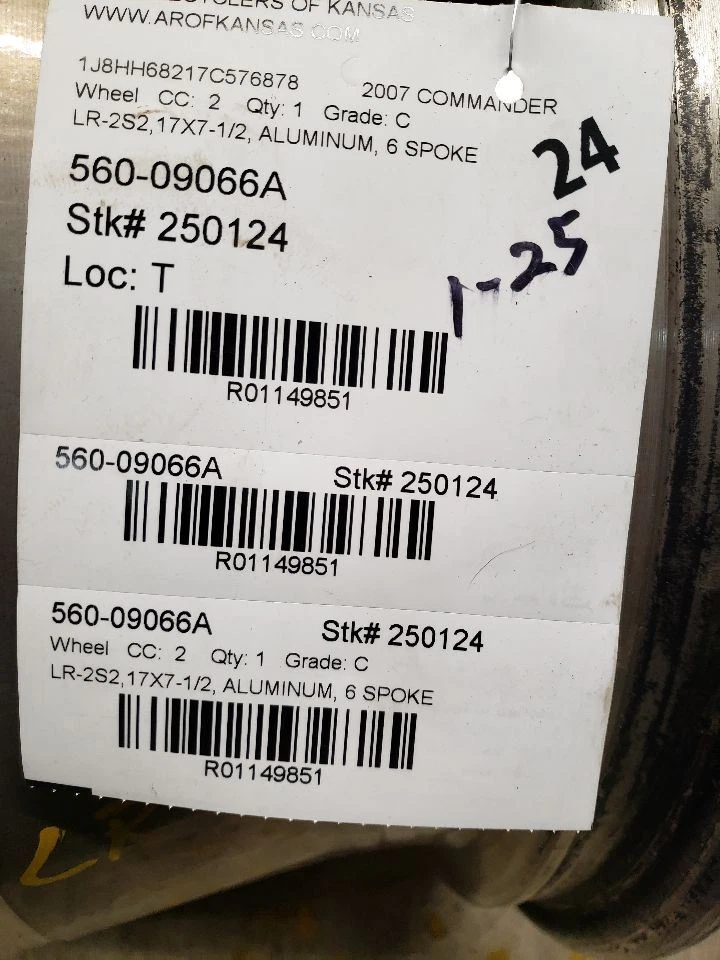 OF KANSAS
WWW.AROFKANSAS.COM
1J8HH68217C576878 2007 COMMANDER
Wheel CC: 2 Qty: 1 Grade: C
LR-2S2,17X7-1/2, ALUMINUM, 6 SPOKE
24
560-09066A
Stk# 250124
1-25
Loc: T
R01149851
560-09066A Stk# 250124
R01149851
560-09066A Stk# 250124
Wheel CC: 2 Qty: 1 Grade: C
LR-2S2,17X7-1/2, ALUMINUM, 6 SPOKE
R01149851